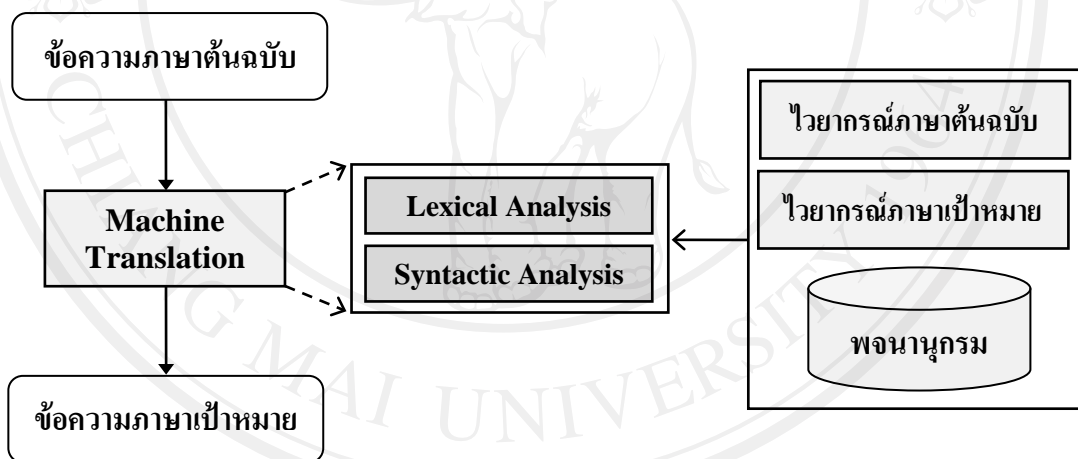 ข้อความภาษาต้นฉบับ
Machine
Translation
ข้อความภาษาเป้าหมาย
Lexical Analysis
Syntactic Analysis
ไวยากรณ์ภาษาต้นฉบับ
ไวยากรณ์ภาษาเป้าหมาย
พจนานุกรม
CHIANG MAI UNIVERSITY 1964